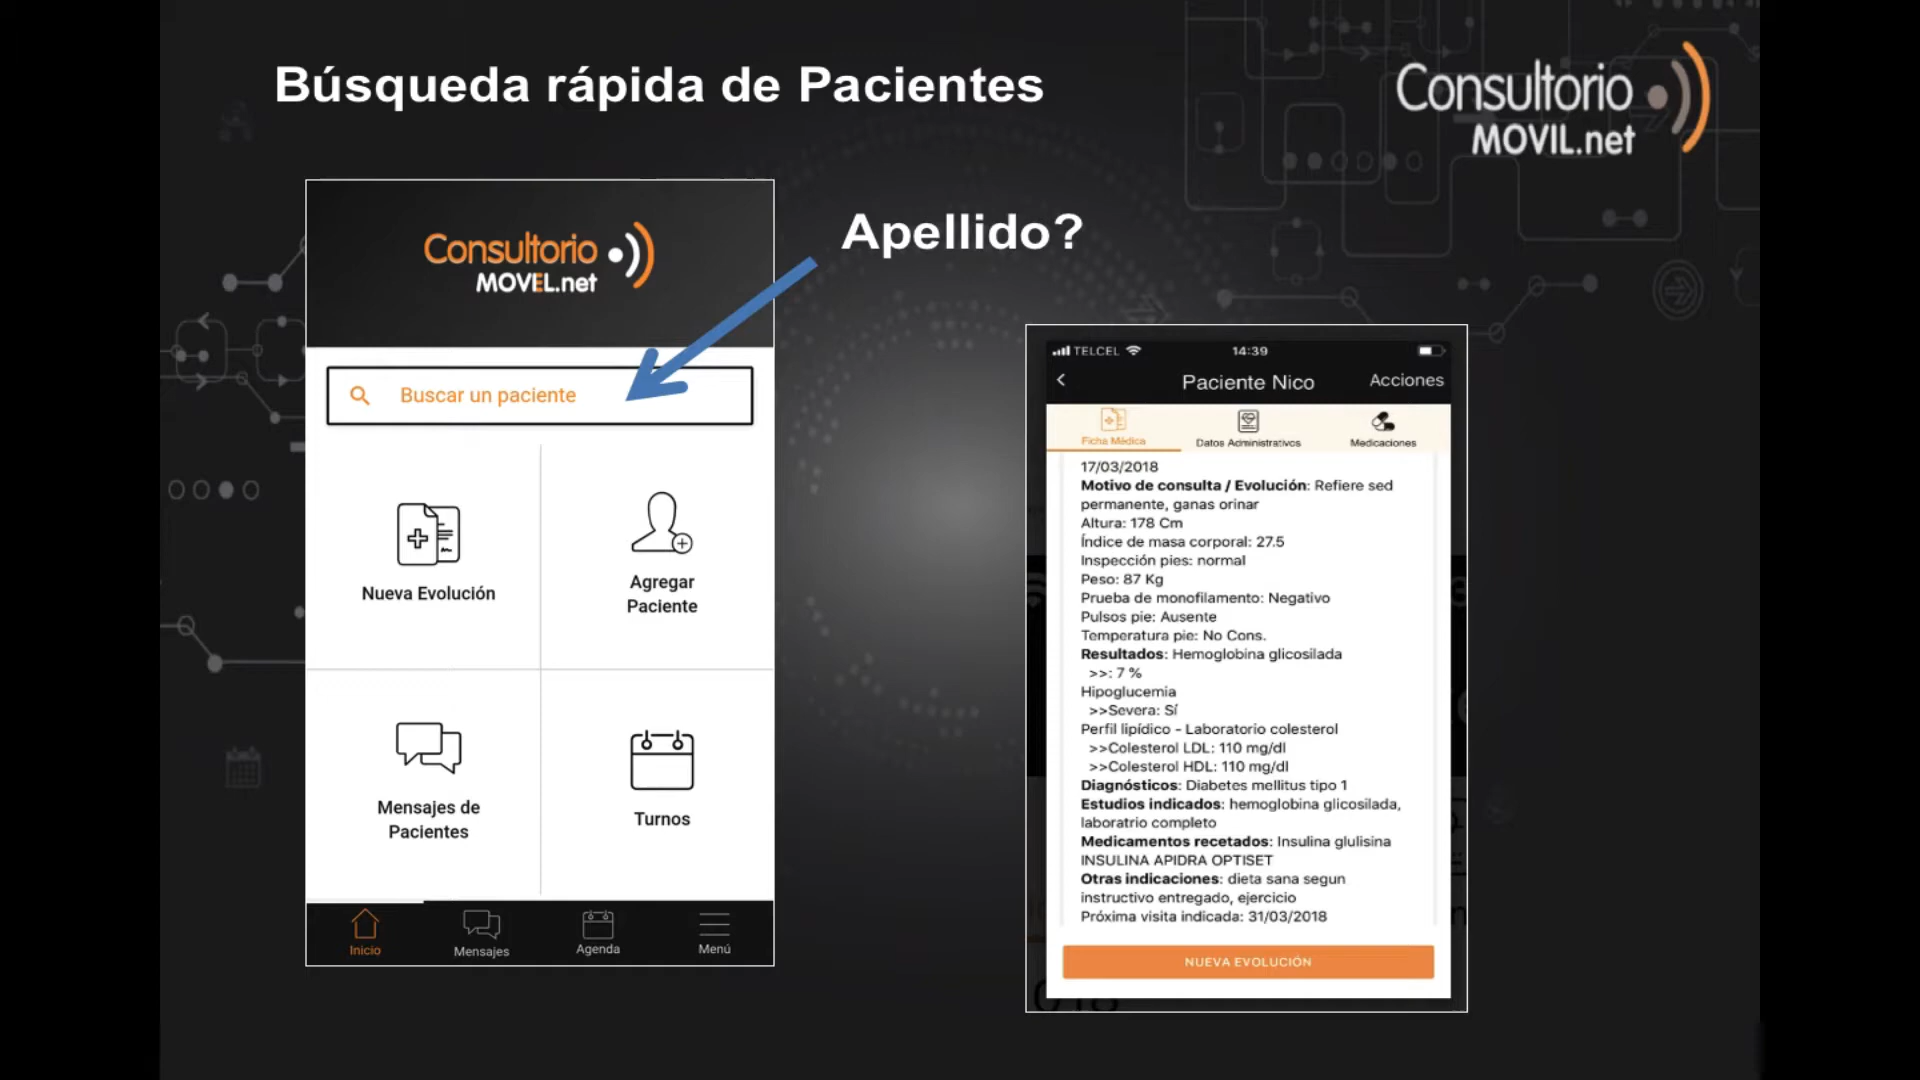 Búsqueda rápida de Pacientes
Consultorio
MOVIL.net
Apellido?
Consultorio
MOVEL.net
Buscar un paciente
Nueva Evolución
Agregar
Paciente
Mensajes de
Pacientes
Turnos
Inicio
Mensajes
Agenda
Menú
TELCEL
14:39
Paciente Nico
Acciones
Ficha Médica
Datos Administrativos
Medicaciones
17/03/2018
Motivo de consulta / Evolución: Refiere sed
permanente, ganas orinar
Altura: 178 Cm
Índice de masa corporal: 27.5
Inspección pies: normal
Peso: 87 Kg
Prueba de monofilamento: Negativo
Pulsos pie: Ausente
Temperatura pie: No Cons.
Resultados: Hemoglobina glicosilada
>>: 7 %
Hipoglucemia
>>Severa: Sí
Perfil lipídico - Laboratorio colesterol
>>Colesterol LDL: 110 mg/dl
>>Colesterol HDL: 110 mg/dl
Diagnósticos: Diabetes mellitus tipo 1
Estudios indicados: hemoglobina glicosilada,
laboratrio completo
Medicamentos recetados: Insulina glulisina
INSULINA APIDRA OPTISET
Otras indicaciones: dieta sana segun
instructivo entregado, ejercicio
Próxima visita indicada: 31/03/2018
NUEVA EVOLUCIÓN